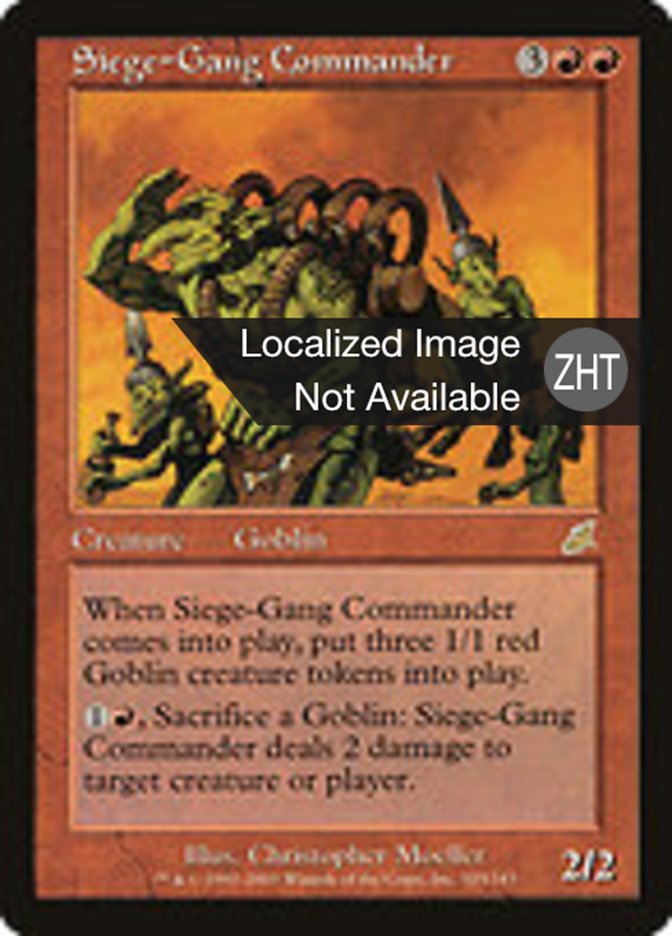 Siege-Gang Commander 3
Localized Image
Not Available
ZHT
Creature — Goblin
When Siege-Gang Commander
comes into play, put three 1/1 red
Goblin creature tokens into play.
1, Sacrifice a Goblin: Siege-Gang
Commander deals 2 damage to
target creature or player.
Illus. Christopher Moeller
2/2